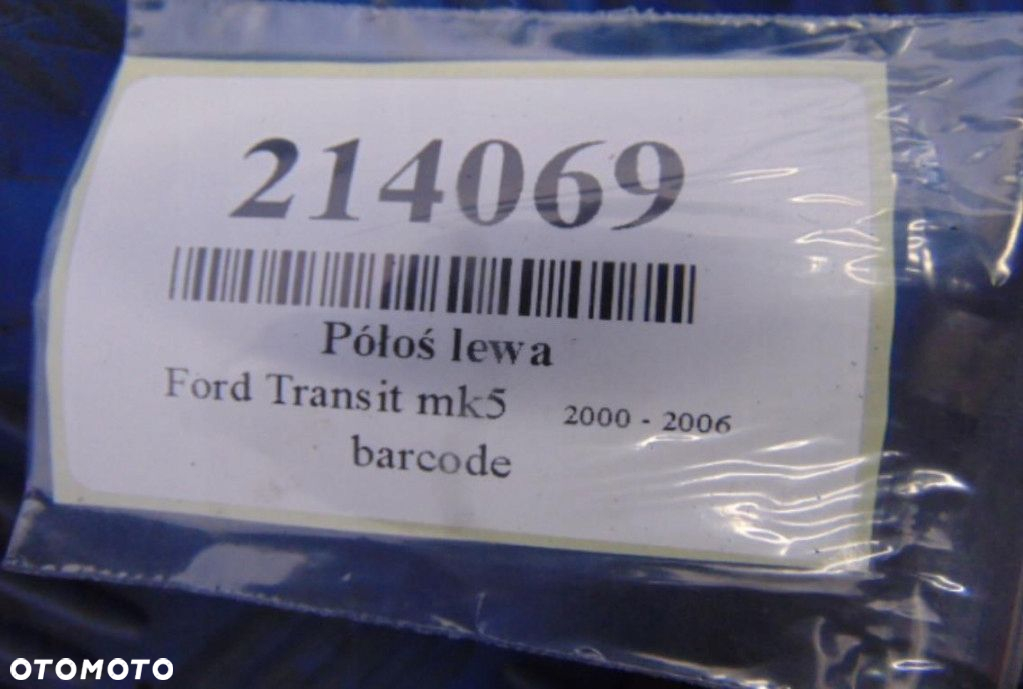 214069
Półoś lewa
Ford Transit mk5 2000 - 2006
barcode
OTOMOTO